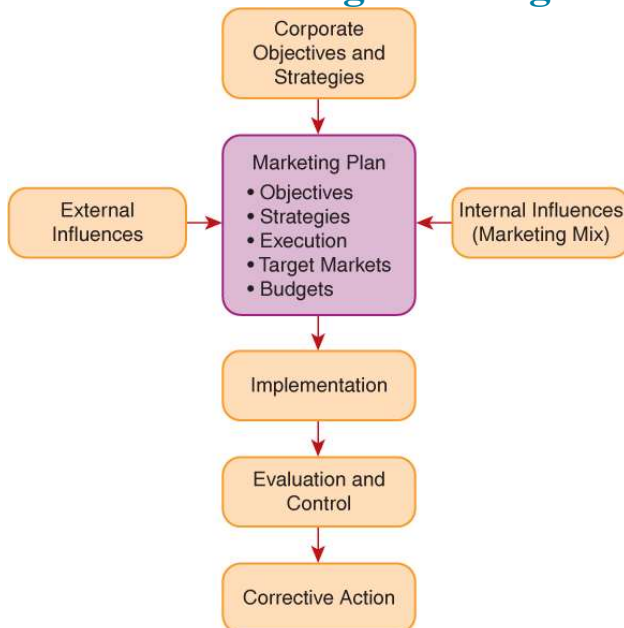 Corporate
Objectives and
Strategies
Marketing Plan
• Objectives
• Strategies
• Execution
• Target Markets
• Budgets
External
Influences
Internal Influences
(Marketing Mix)
Implementation
Evaluation and
Control
Corrective Action